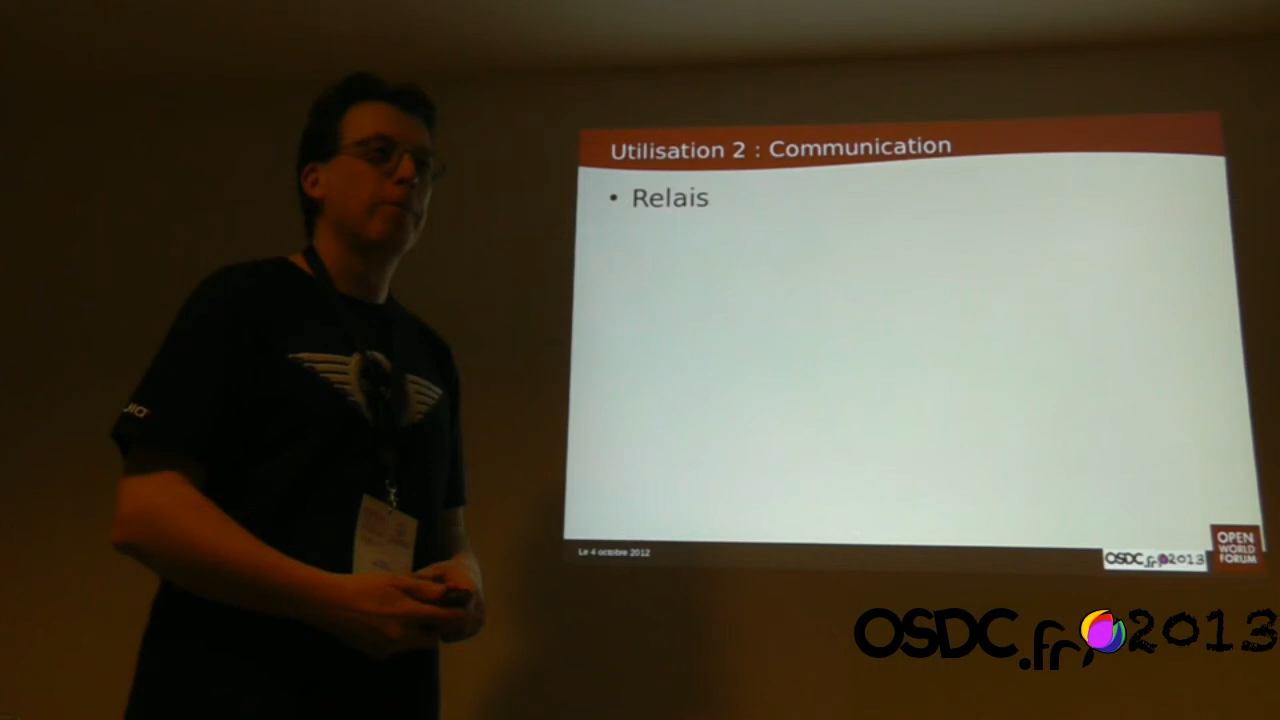 Utilisation 2 : Communication
• Relais
Le 4 octobre 2012
OSDC.fr 2013
OPEN
WORLD
FORUM
OSDC.fr 2013